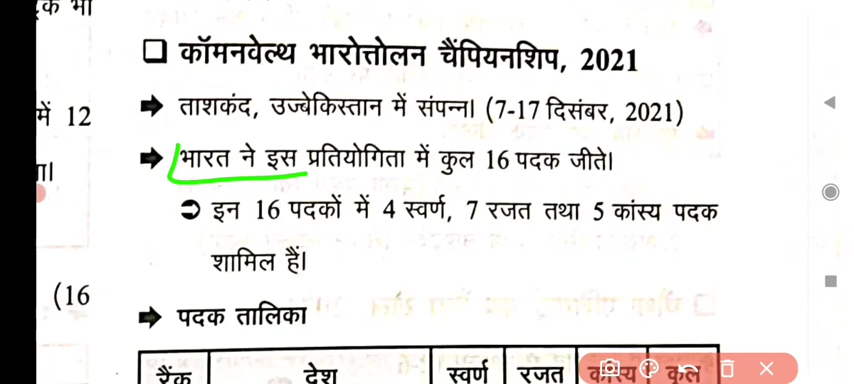 में 12
(16
❑ कॉमनवेल्थ भारोत्तोलन चैंपियनशिप, 2021
➡ ताशकंद, उज्बेकिस्तान में संपन्न। (7-17 दिसंबर, 2021)
➡ भारत ने इस प्रतियोगिता में कुल 16 पदक जीते।
➲ इन 16 पदकों में 4 स्वर्ण, 7 रजत तथा 5 कांस्य पदक
शामिल हैं।
➡ पदक तालिका
रैंक देश स्वर्ण रजत कांस्य कुल